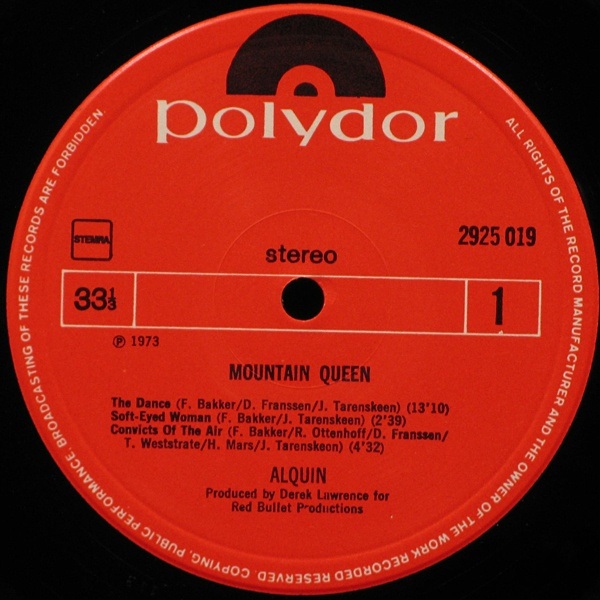 polydor
STEMRA
2925 019
stereo
33⅓
1
℗ 1973
MOUNTAIN QUEEN
The Dance (F. Bakker/D. Franssen/J. Tarenskeen) (13'10)
Soft-Eyed Woman (F. Bakker/J. Tarenskeen) (2'39)
Convicts Of The Air (F. Bakker/R. Ottenhoff/D. Franssen/
T. Weststrate/H. Mars/J. Tarenskeen) (4'32)
ALQUIN
Produced by Derek Lawrence for
Red Bullet Productions
ALL RIGHTS OF THE RECORD MANUFACTURER AND THE OWNER OF THE WORK RECORDED RESERVED. COPYING, PUBLIC PERFORMANCE, BROADCASTING OF THESE RECORDS ARE FORBIDDEN.